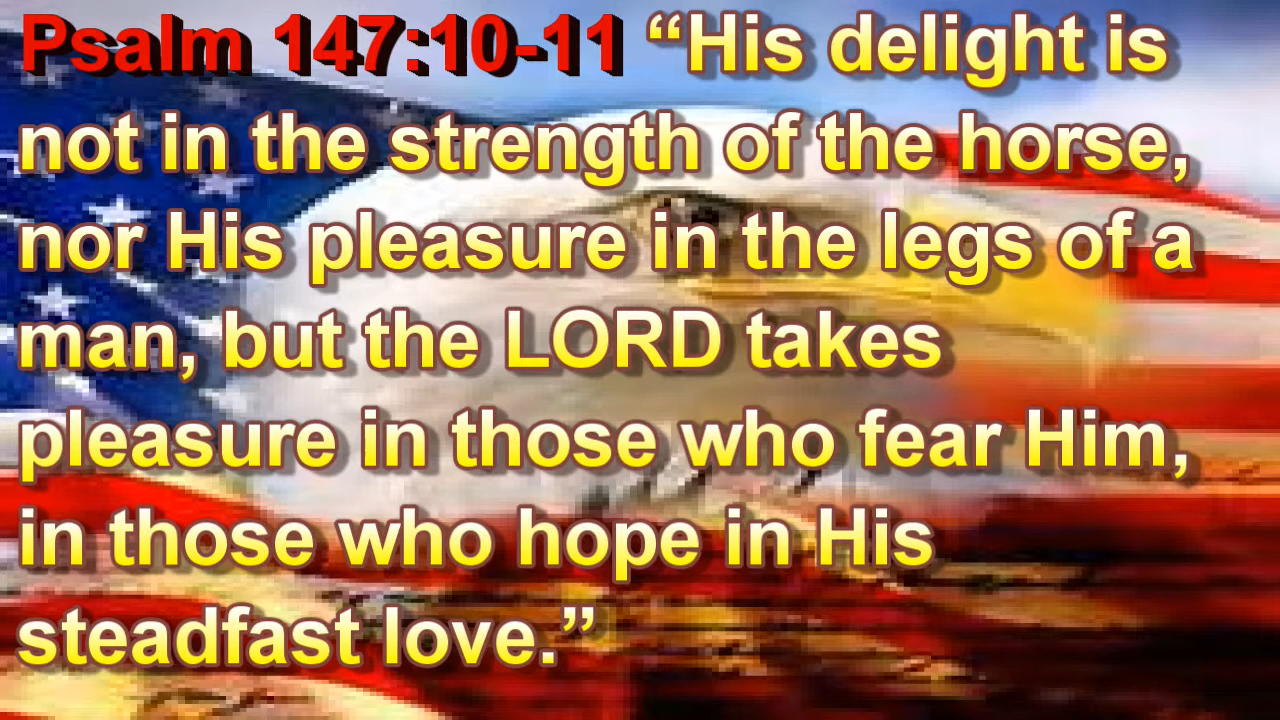 Psalm 147:10-11 “His delight is
not in the strength of the horse,
nor His pleasure in the legs of a
man, but the LORD takes
pleasure in those who fear Him,
in those who hope in His
steadfast love.”